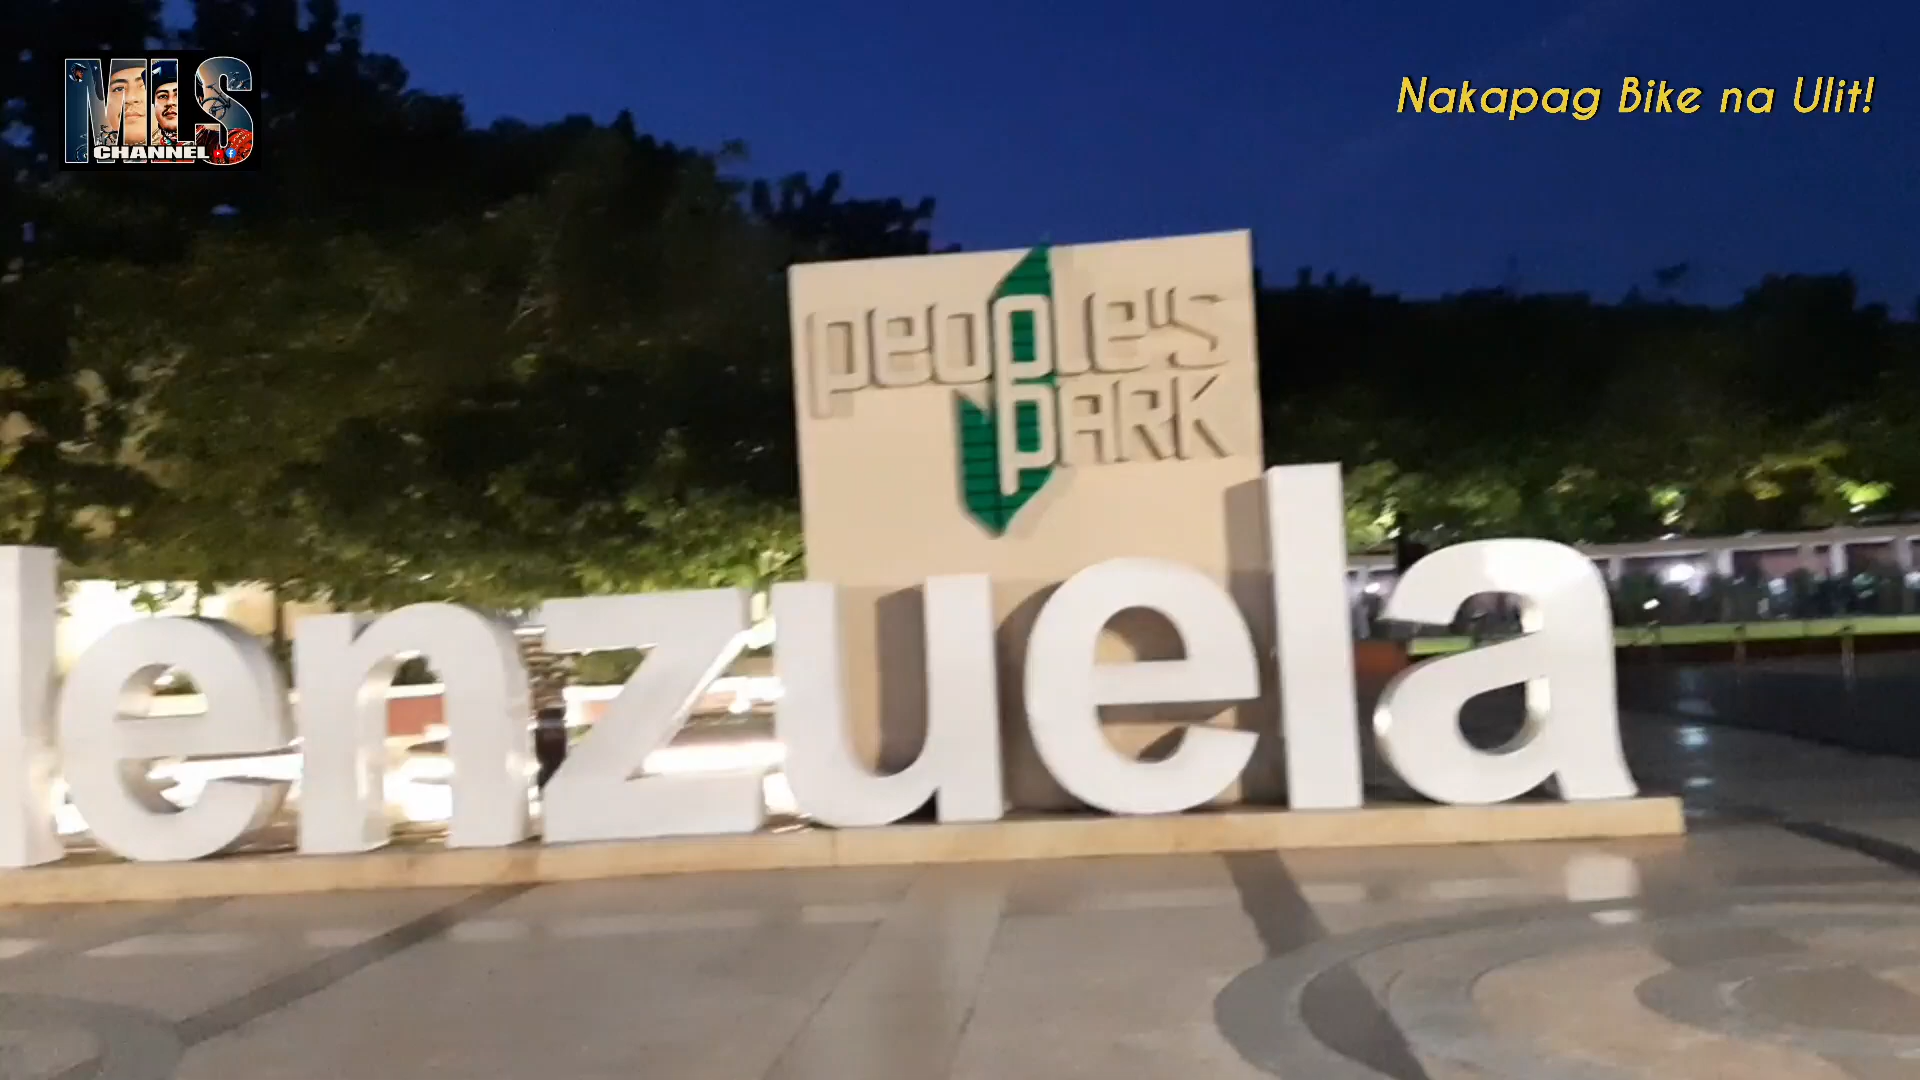 MLS
CHANNEL
Nakapag Bike na Ulit!
people's
PARK
lenzuela